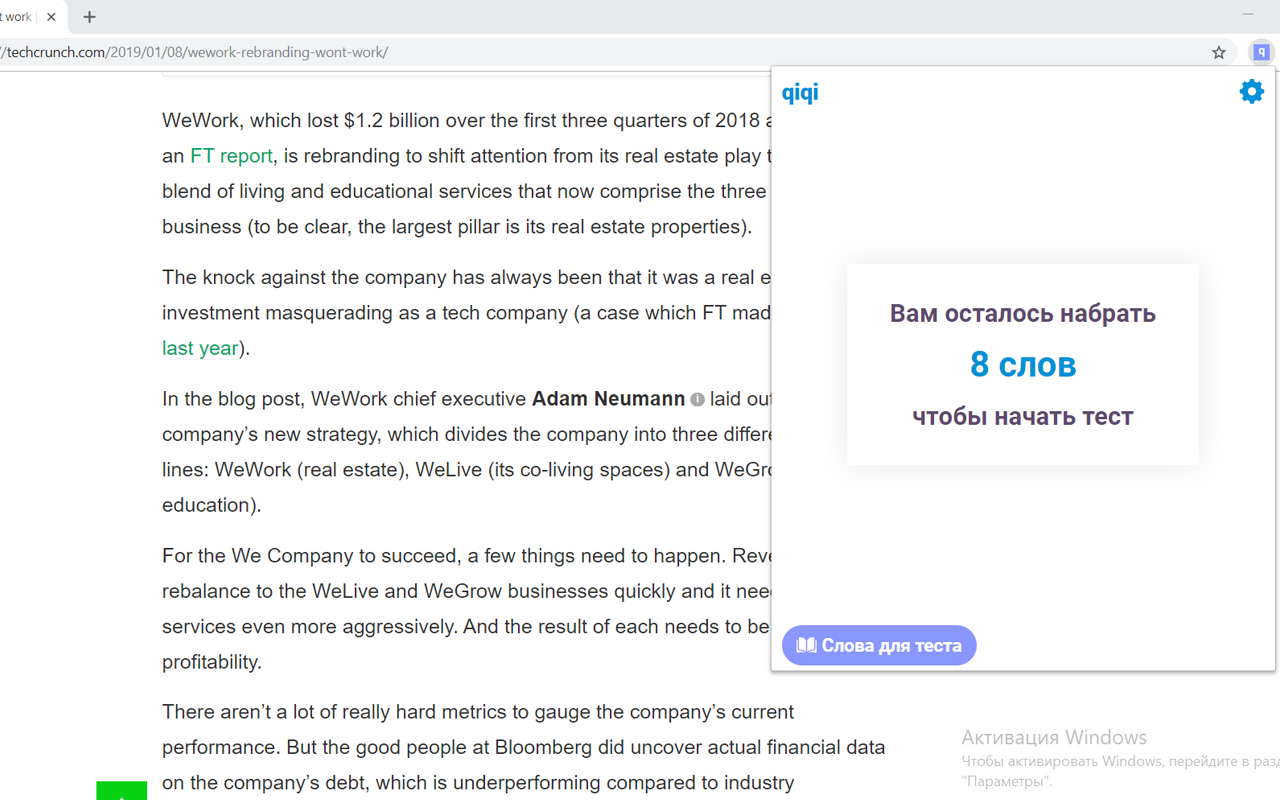 t work
//techcrunch.com/2019/01/08/wework-rebranding-wont-work/
q
WeWork, which lost $1.2 billion over the first three quarters of 2018
an FT report, is rebranding to shift attention from its real estate play
blend of living and educational services that now comprise the three
business (to be clear, the largest pillar is its real estate properties).
The knock against the company has always been that it was a real e
investment masquerading as a tech company (a case which FT mad
last year).
In the blog post, WeWork chief executive Adam Neumann i laid out
company’s new strategy, which divides the company into three differe
lines: WeWork (real estate), WeLive (its co-living spaces) and WeGro
education).
For the We Company to succeed, a few things need to happen. Reve
rebalance to the WeLive and WeGrow businesses quickly and it need
services even more aggressively. And the result of each needs to be
profitability.
There aren’t a lot of really hard metrics to gauge the company’s current
performance. But the good people at Bloomberg did uncover actual financial data
on the company’s debt, which is underperforming compared to industry
qiqi
Вам осталось набрать
8 слов
чтобы начать тест
Слова для теста
Активация Windows
Чтобы активировать Windows, перейдите в разд
"Параметры".